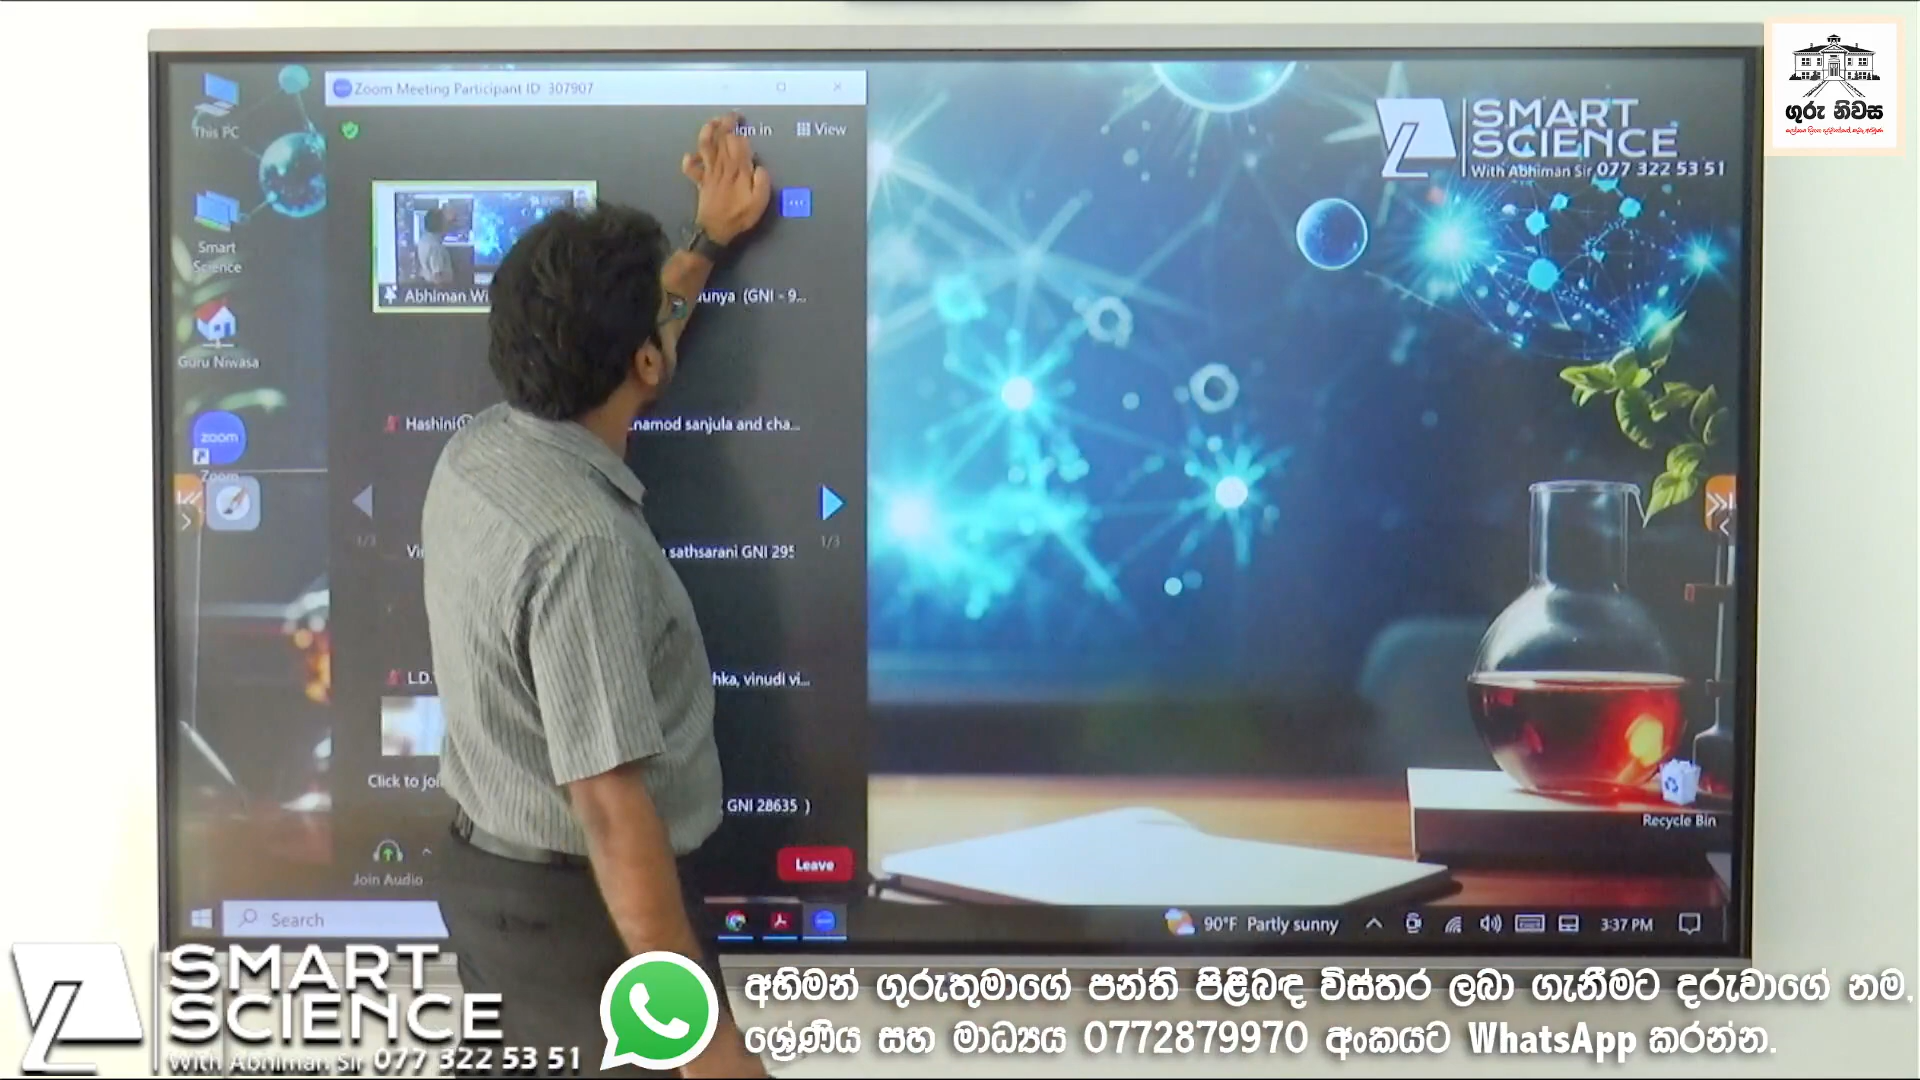 This PC
Zoom Meeting Participant ID: 307907
View
SMART
SCIENCE
With Abhiman Sir 077 322 53 51
ගුරු නිවස
Smart
Science
Abhiman Wi
(GNI - 9...
Guru Niwasa
Hashini
namod sanjula and cha...
zoom
Zoom
1/3
1/3
sathsarani GNI 295
L.D.
hka, vinudi vi...
Click to joi
GNI 28635 )
Recycle Bin
Join Audio
Leave
Search
90°F Partly sunny
3:37 PM
SMART
SCIENCE
With Abhiman Sir 077 322 53 51
අභිමන් ගුරුතුමාගේ පන්ති පිළිබඳ විස්තර ලබා ගැනීමට දරුවාගේ නම,
ශ්‍රේණිය සහ මාධ්‍යය 0772879970 අංකයට WhatsApp කරන්න.